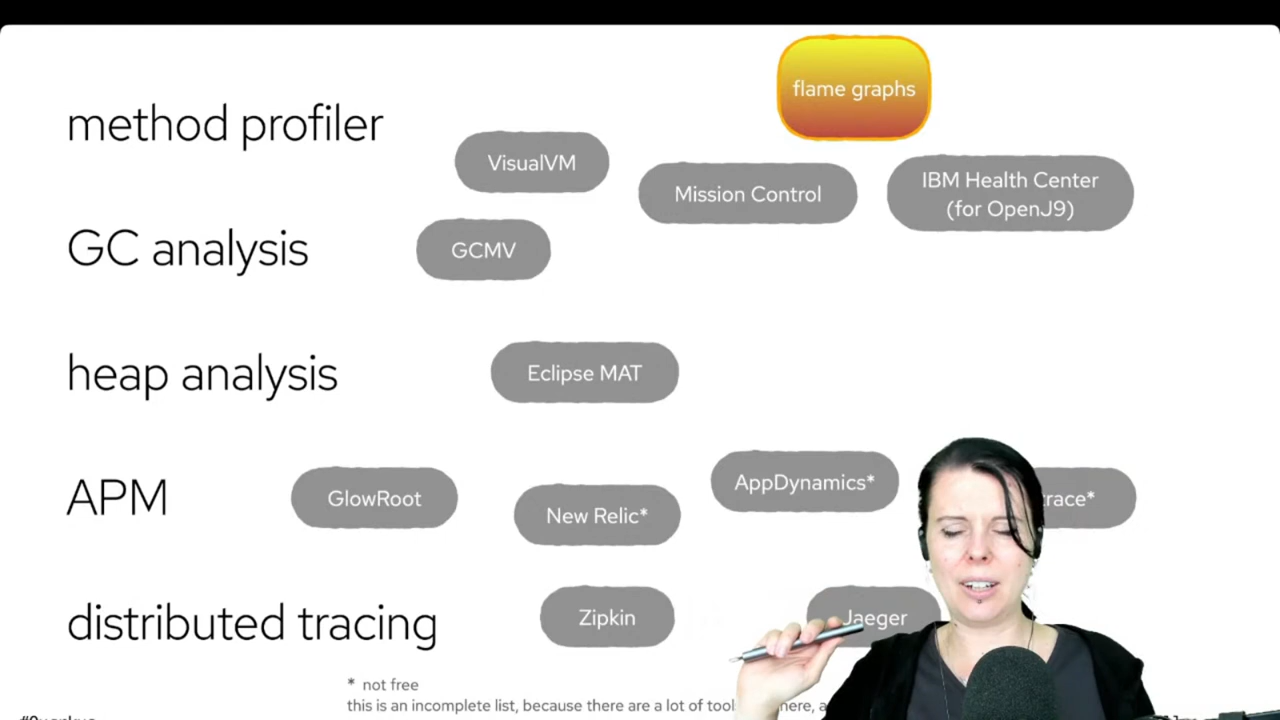 flame graphs
method profiler
VisualVM
Mission Control
IBM Health Center
(for OpenJ9)
GC analysis
GCMV
heap analysis
Eclipse MAT
APM
GlowRoot
New Relic*
AppDynamics*
trace*
distributed tracing
Zipkin
Jaeger
* not free
this is an incomplete list, because there are a lot of